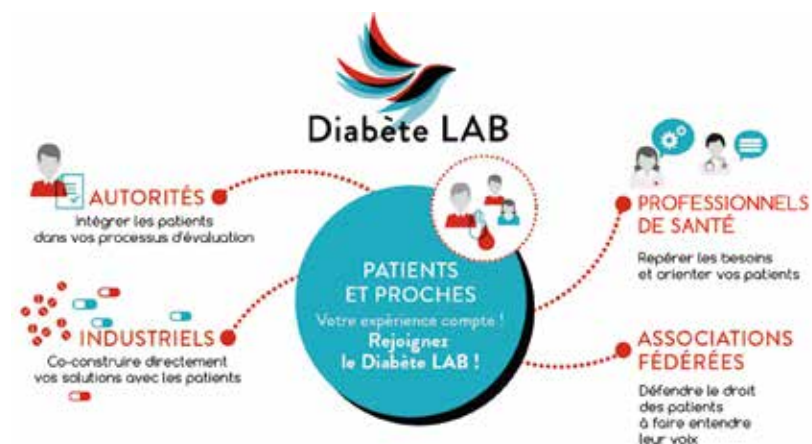 Diabète LAB
AUTORITÉS
Intégrer les patients
dans vos processus d'évaluation
INDUSTRIELS
Co-construire directement
vos solutions avec les patients
PATIENTS
ET PROCHES
Votre expérience compte !
Rejoignez
le Diabète LAB !
PROFESSIONNELS
DE SANTÉ
Repérer les besoins
et orienter vos patients
ASSOCIATIONS
FÉDÉRÉES
Défendre le droit
des patients
à faire entendre
leur voix